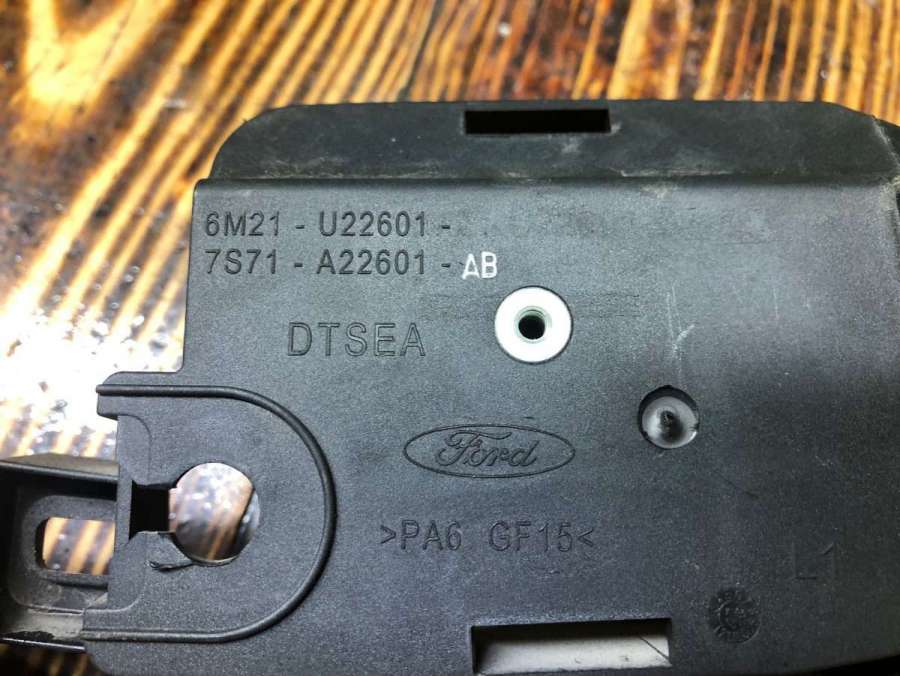 6M21 - U22601 -
7S71 - A22601 - AB
DTSEA
Ford
>PA6 GF15<
L1